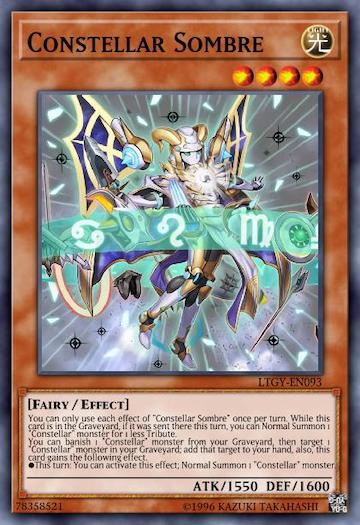 CONSTELLAR SOMBRE
LIGHT
光
LTGY-EN093
[FAIRY / EFFECT]
You can only use each effect of "Constellar Sombre" once per turn. While this
card is in the Graveyard, if it was sent there this turn, you can Normal Summon 1
"Constellar" monster for 1 less Tribute.
You can banish 1 "Constellar" monster from your Graveyard, then target 1
"Constellar" monster in your Graveyard; add that target to your hand, also, this
card gains the following effect.
●This turn: You can activate this effect; Normal Summon 1 "Constellar" monster.
ATK/1550 DEF/1600
78358521
©1996 KAZUKI TAKAHASHI